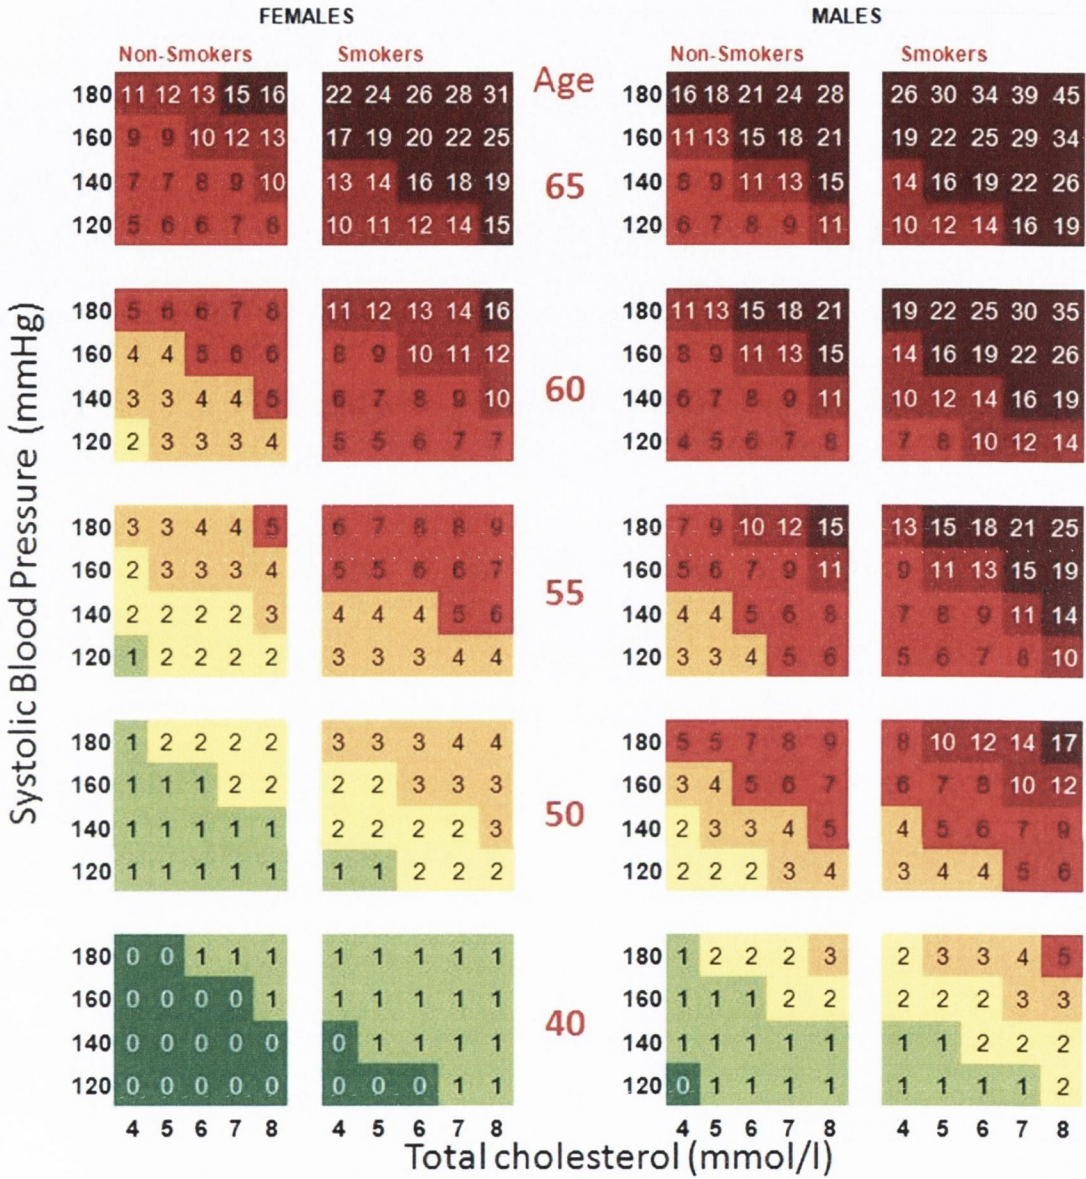 FEMALES MALES
Non-Smokers Smokers Non-Smokers Smokers
Age
180 11 12 13 15 16 22 24 26 28 31 180 16 18 21 24 28 26 30 34 39 45
160 9 9 10 12 13 17 19 20 22 25 160 11 13 15 18 21 19 22 25 29 34
140 7 7 8 9 10 13 14 16 18 19 65 140 8 9 11 13 15 14 16 19 22 26
120 5 6 6 7 8 10 11 12 14 15 120 6 7 8 9 11 10 12 14 16 19
180 5 6 6 7 8 11 12 13 14 16 180 11 13 15 18 21 19 22 25 30 35
160 4 4 5 6 6 8 9 10 11 12 160 8 9 11 13 15 14 16 19 22 26
140 3 3 4 4 5 6 7 8 9 10 60 140 6 7 8 9 11 10 12 14 16 19
120 2 3 3 3 4 5 5 6 7 7 120 4 5 6 7 8 7 8 10 12 14
180 3 3 4 4 5 6 7 8 8 9 180 7 9 10 12 15 13 15 18 21 25
160 2 3 3 3 4 5 5 6 6 7 160 5 6 7 9 11 9 11 13 15 19
140 2 2 2 2 3 4 4 4 5 6 55 140 4 4 5 6 8 7 8 9 11 14
120 1 2 2 2 2 3 3 3 4 4 120 3 3 4 5 6 5 6 7 8 10
180 1 2 2 2 2 3 3 3 4 4 180 5 5 7 8 9 8 10 12 14 17
160 1 1 1 2 2 2 2 3 3 3 160 3 4 5 6 7 6 7 8 10 12
140 1 1 1 1 1 2 2 2 2 3 50 140 2 3 3 4 5 4 5 6 7 9
120 1 1 1 1 1 1 1 2 2 2 120 2 2 2 3 4 3 4 4 5 6
180 0 0 1 1 1 1 1 1 1 1 180 1 2 2 2 3 2 3 3 4 5
160 0 0 0 0 1 1 1 1 1 1 160 1 1 1 2 2 2 2 2 3 3
140 0 0 0 0 0 0 1 1 1 1 40 140 1 1 1 1 1 1 1 2 2 2
120 0 0 0 0 0 0 0 0 1 1 120 0 1 1 1 1 1 1 1 1 2
4 5 6 7 8 4 5 6 7 8 4 5 6 7 8 4 5 6 7 8
Total cholesterol (mmol/l)
Systolic Blood Pressure (mmHg)